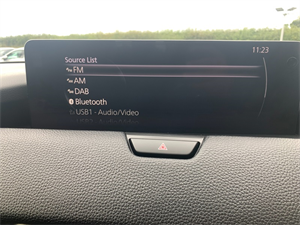 11:23
Source List
FM
AM
DAB
Bluetooth
USB1 - Audio/Video